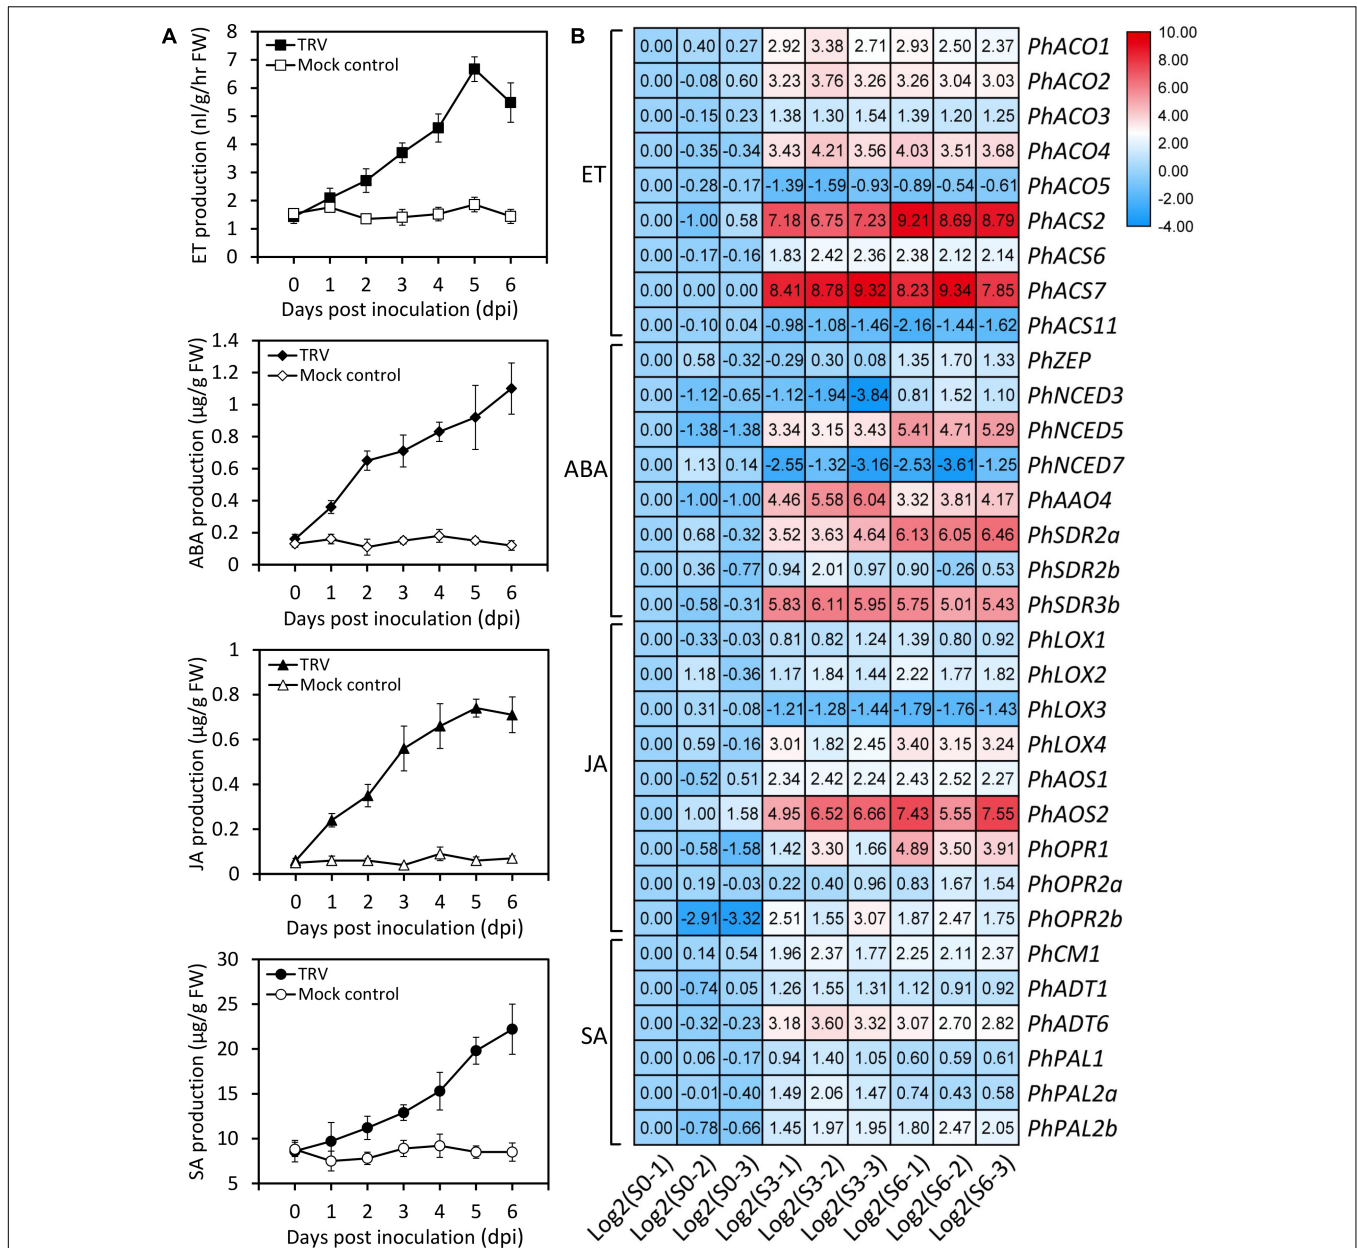 A
8
7
6
5
4
3
2
1
0
ET production (nl/g/hr FW)
TRV
Mock control
0 1 2 3 4 5 6
Days post inoculation (dpi)
1.4
1.2
1
0.8
0.6
0.4
0.2
0
ABA production (µg/g FW)
TRV
Mock control
0 1 2 3 4 5 6
Days post inoculation (dpi)
1
0.8
0.6
0.4
0.2
0
JA production (µg/g FW)
TRV
Mock control
0 1 2 3 4 5 6
Days post inoculation (dpi)
30
25
20
15
10
5
SA production (µg/g FW)
TRV
Mock control
0 1 2 3 4 5 6
Days post inoculation (dpi)
B
ET
0.00 0.40 0.27 2.92 3.38 2.71 2.93 2.50 2.37 PhACO1
0.00 -0.08 0.60 3.23 3.76 3.26 3.26 3.04 3.03 PhACO2
0.00 -0.15 0.23 1.38 1.30 1.54 1.39 1.20 1.25 PhACO3
0.00 -0.35 -0.34 3.43 4.21 3.56 4.03 3.51 3.68 PhACO4
0.00 -0.28 -0.17 -1.39 -1.59 -0.93 -0.89 -0.54 -0.61 PhACO5
0.00 -1.00 0.58 7.18 6.75 7.23 9.21 8.69 8.79 PhACS2
0.00 -0.17 -0.16 1.83 2.42 2.36 2.38 2.12 2.14 PhACS6
0.00 0.00 0.00 8.41 8.78 9.32 8.23 9.34 7.85 PhACS7
0.00 -0.10 0.04 -0.98 -1.08 -1.46 -2.16 -1.44 -1.62 PhACS11
ABA
0.00 0.58 -0.32 -0.29 0.30 0.08 1.35 1.70 1.33 PhZEP
0.00 -1.12 -0.65 -1.12 -1.94 -3.84 0.81 1.52 1.10 PhNCED3
0.00 -1.38 -1.38 3.34 3.15 3.43 5.41 4.71 5.29 PhNCED5
0.00 1.13 0.14 -2.55 -1.32 -3.16 -2.53 -3.61 -1.25 PhNCED7
0.00 -1.00 -1.00 4.46 5.58 6.04 3.32 3.81 4.17 PhAAO4
0.00 0.68 -0.32 3.52 3.63 4.64 6.13 6.05 6.46 PhSDR2a
0.00 0.36 -0.77 0.94 2.01 0.97 0.90 -0.26 0.53 PhSDR2b
0.00 -0.58 -0.31 5.83 6.11 5.95 5.75 5.01 5.43 PhSDR3b
JA
0.00 -0.33 -0.03 0.81 0.82 1.24 1.39 0.80 0.92 PhLOX1
0.00 1.18 -0.36 1.17 1.84 1.44 2.22 1.77 1.82 PhLOX2
0.00 0.31 -0.08 -1.21 -1.28 -1.44 -1.79 -1.76 -1.43 PhLOX3
0.00 0.59 -0.16 3.01 1.82 2.45 3.40 3.15 3.24 PhLOX4
0.00 -0.52 0.51 2.34 2.42 2.24 2.43 2.52 2.27 PhAOS1
0.00 1.00 1.58 4.95 6.52 6.66 7.43 5.55 7.55 PhAOS2
0.00 -0.58 -1.58 1.42 3.30 1.66 4.89 3.50 3.91 PhOPR1
0.00 0.19 -0.03 0.22 0.40 0.96 0.83 1.67 1.54 PhOPR2a
0.00 -2.91 -3.32 2.51 1.55 3.07 1.87 2.47 1.75 PhOPR2b
SA
0.00 0.14 0.54 1.96 2.37 1.77 2.25 2.11 2.37 PhCM1
0.00 -0.74 0.05 1.26 1.55 1.31 1.12 0.91 0.92 PhADT1
0.00 -0.32 -0.23 3.18 3.60 3.32 3.07 2.70 2.82 PhADT6
0.00 0.06 -0.17 0.94 1.40 1.05 0.60 0.59 0.61 PhPAL1
0.00 -0.01 -0.40 1.49 2.06 1.47 0.74 0.43 0.58 PhPAL2a
0.00 -0.78 -0.66 1.45 1.97 1.95 1.80 2.47 2.05 PhPAL2b
Log2(S0-1) Log2(S0-2) Log2(S0-3) Log2(S3-1) Log2(S3-2) Log2(S3-3) Log2(S6-1) Log2(S6-2) Log2(S6-3)
10.00
8.00
6.00
4.00
2.00
0.00
-2.00
-4.00